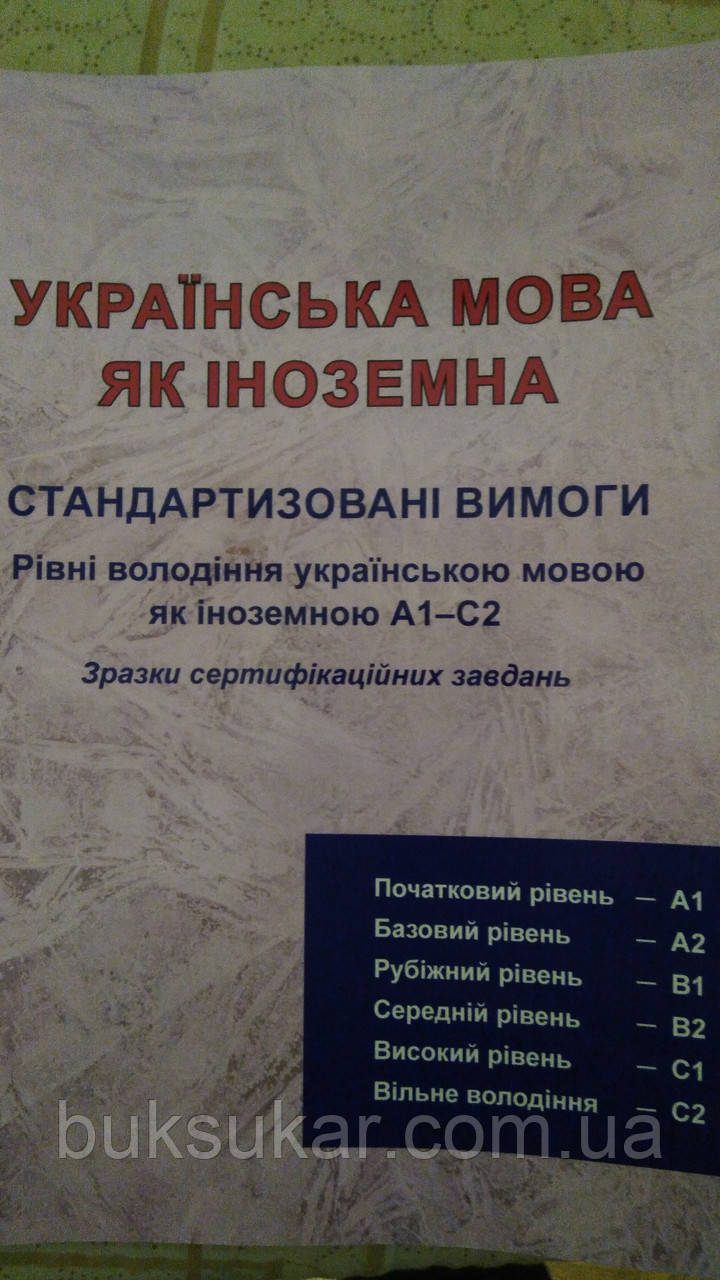 УКРАЇНСЬКА МОВА
ЯК ІНОЗЕМНА
СТАНДАРТИЗОВАНІ ВИМОГИ
Рівні володіння українською мовою
як іноземною А1–С2
Зразки сертифікаційних завдань
Початковий рівень — А1
Базовий рівень — А2
Рубіжний рівень — В1
Середній рівень — В2
Високий рівень — С1
Вільне володіння — С2
buksukar.com.ua